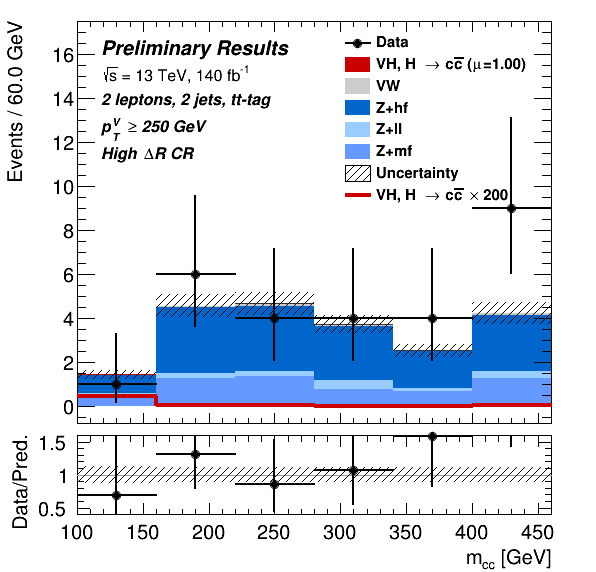 Events / 60.0 GeV
16
14
12
10
8
6
4
2
0
Preliminary Results
√s = 13 TeV, 140 fb⁻¹
2 leptons, 2 jets, tt-tag
p_T^V ≥ 250 GeV
High ΔR CR
Data
VH, H → cc̅ (μ=1.00)
VW
Z+hf
Z+ll
Z+mf
Uncertainty
VH, H → cc̅ × 200
Data/Pred.
1.5
1
0.5
100 150 200 250 300 350 400 450
m_cc [GeV]